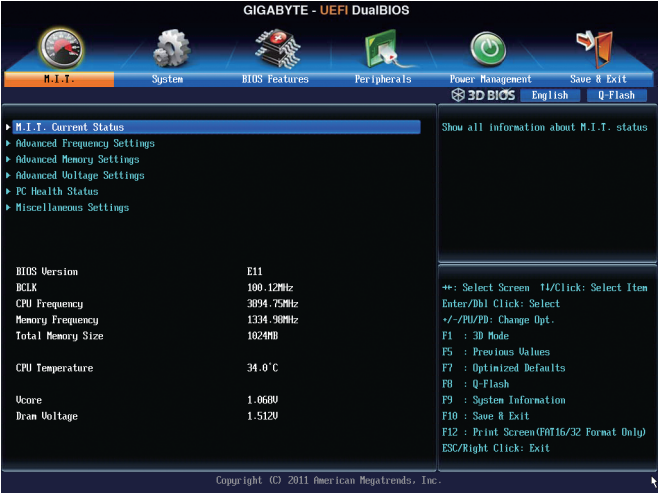 GIGABYTE - UEFI DualBIOS
M.I.T. System BIOS Features Peripherals Power Management Save & Exit
3D BIOS English Q-Flash
M.I.T. Current Status
Advanced Frequency Settings
Advanced Memory Settings
Advanced Voltage Settings
PC Health Status
Miscellaneous Settings
Show all information about M.I.T. status
BIOS Version E11
BCLK 100.12MHz
CPU Frequency 3894.75MHz
Memory Frequency 1334.98MHz
Total Memory Size 1024MB
CPU Temperature 34.0°C
Vcore 1.068V
Dram Voltage 1.512V
→←: Select Screen ↑↓/Click: Select Item
Enter/Dbl Click: Select
+/-/PU/PD: Change Opt.
F1 : 3D Mode
F5 : Previous Values
F7 : Optimized Defaults
F8 : Q-Flash
F9 : System Information
F10 : Save & Exit
F12 : Print Screen(FAT16/32 Format Only)
ESC/Right Click: Exit
Copyright (C) 2011 American Megatrends, Inc.